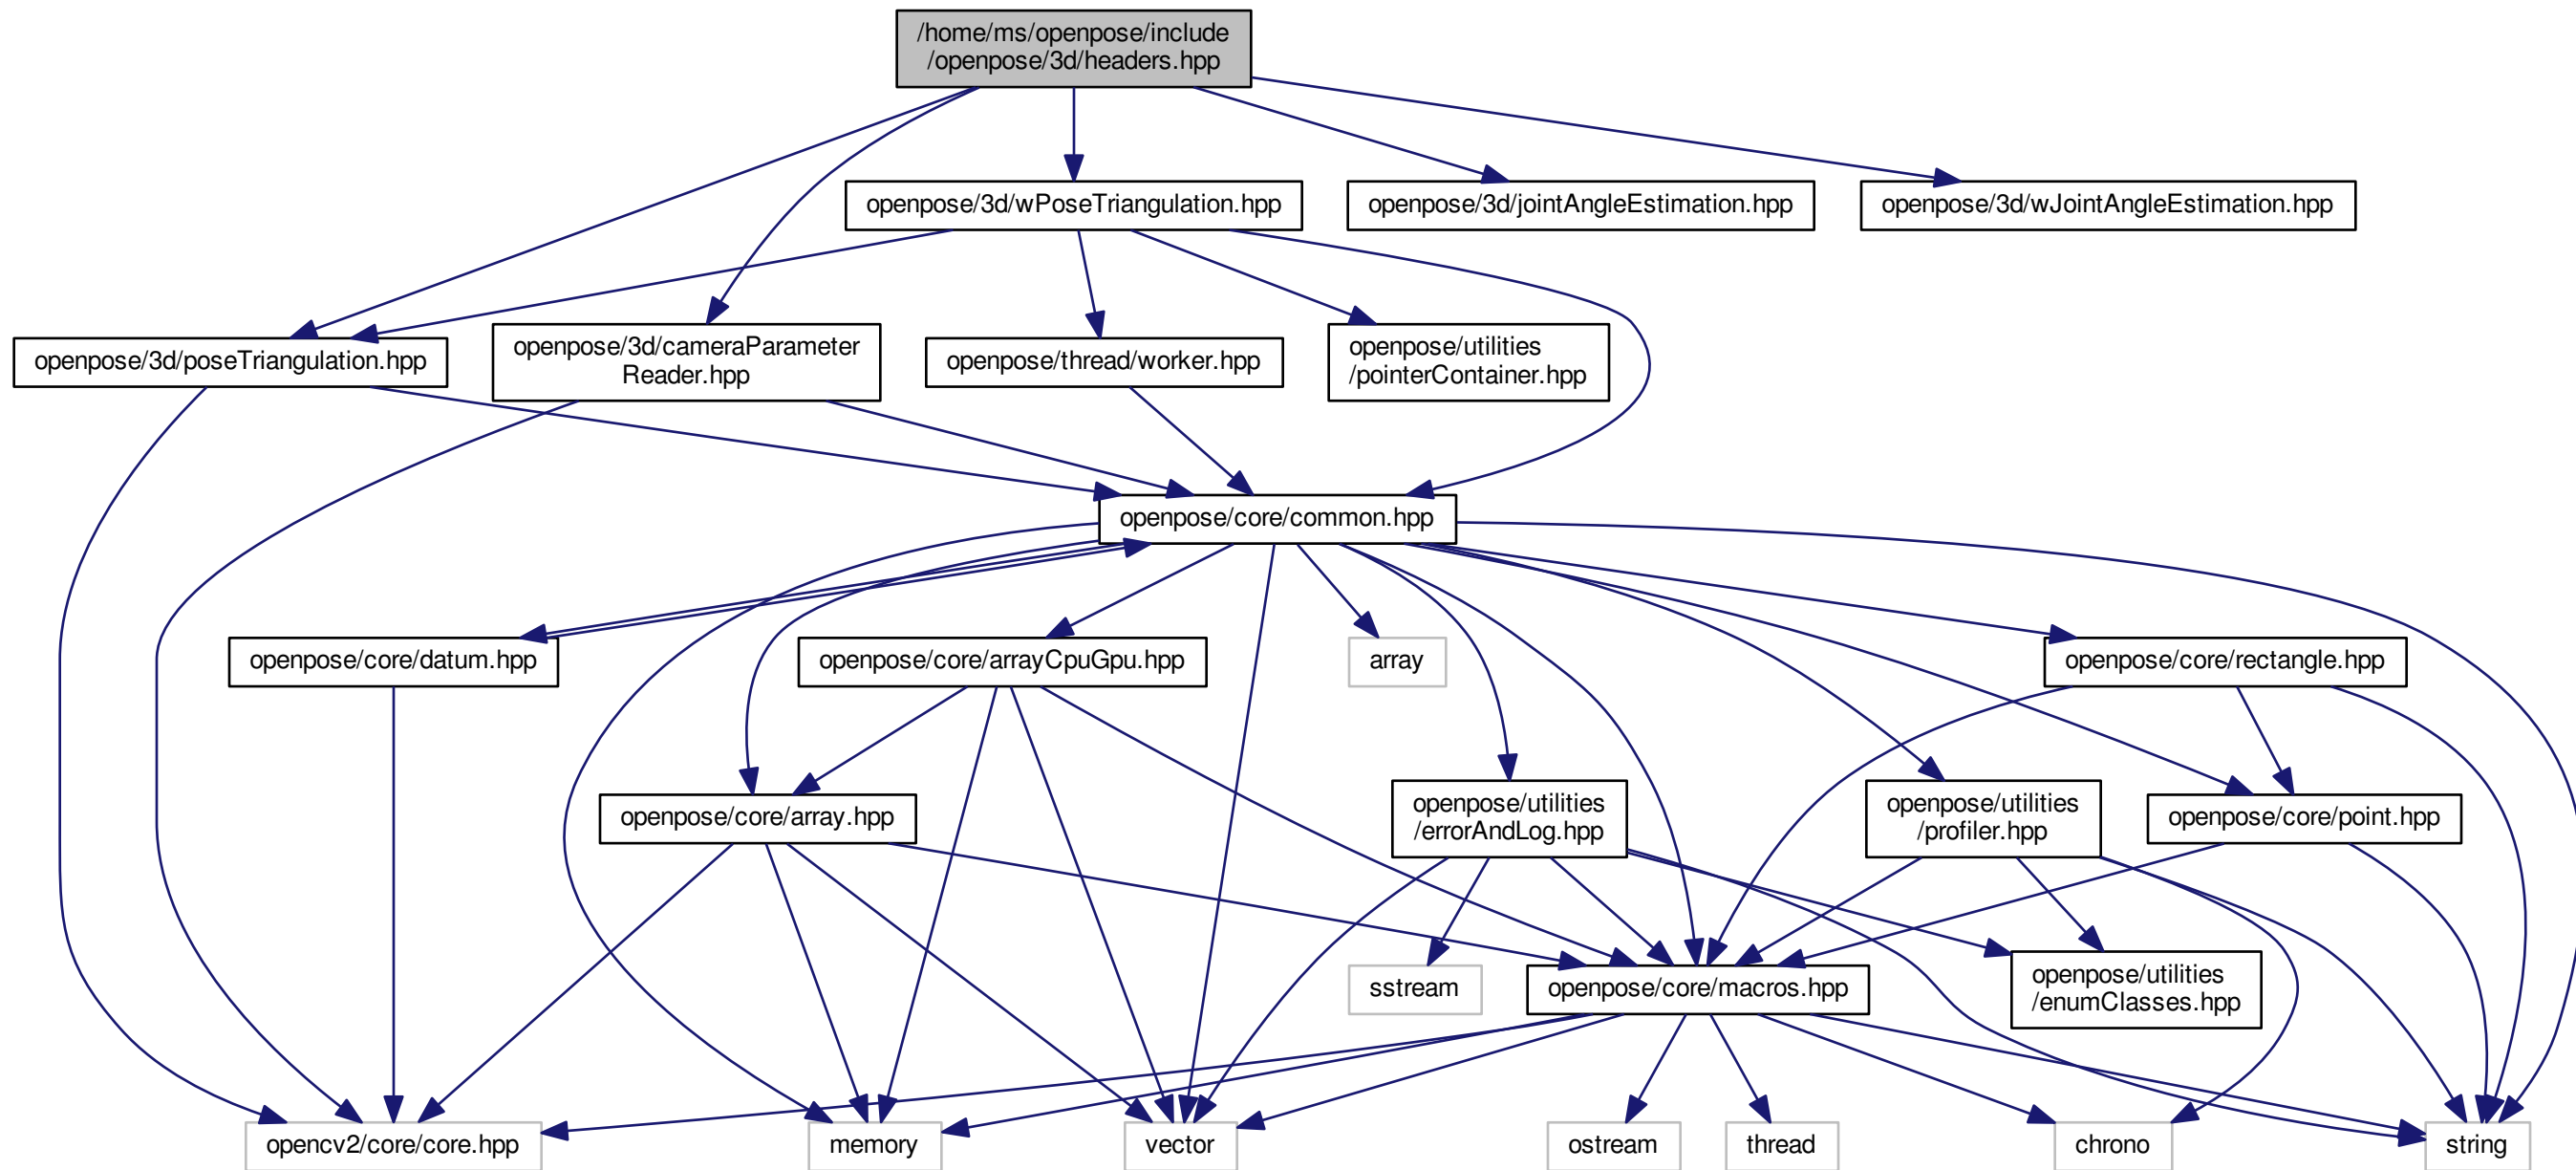 /home/ms/openpose/include
/openpose/3d/headers.hpp
openpose/3d/wPoseTriangulation.hpp
openpose/3d/jointAngleEstimation.hpp
openpose/3d/wJointAngleEstimation.hpp
openpose/3d/poseTriangulation.hpp
openpose/3d/cameraParameter
Reader.hpp
openpose/thread/worker.hpp
openpose/utilities
/pointerContainer.hpp
openpose/core/common.hpp
openpose/core/datum.hpp
openpose/core/arrayCpuGpu.hpp
array
openpose/core/rectangle.hpp
openpose/core/array.hpp
openpose/utilities
/errorAndLog.hpp
openpose/utilities
/profiler.hpp
openpose/core/point.hpp
sstream
openpose/core/macros.hpp
openpose/utilities
/enumClasses.hpp
opencv2/core/core.hpp
memory
vector
ostream
thread
chrono
string